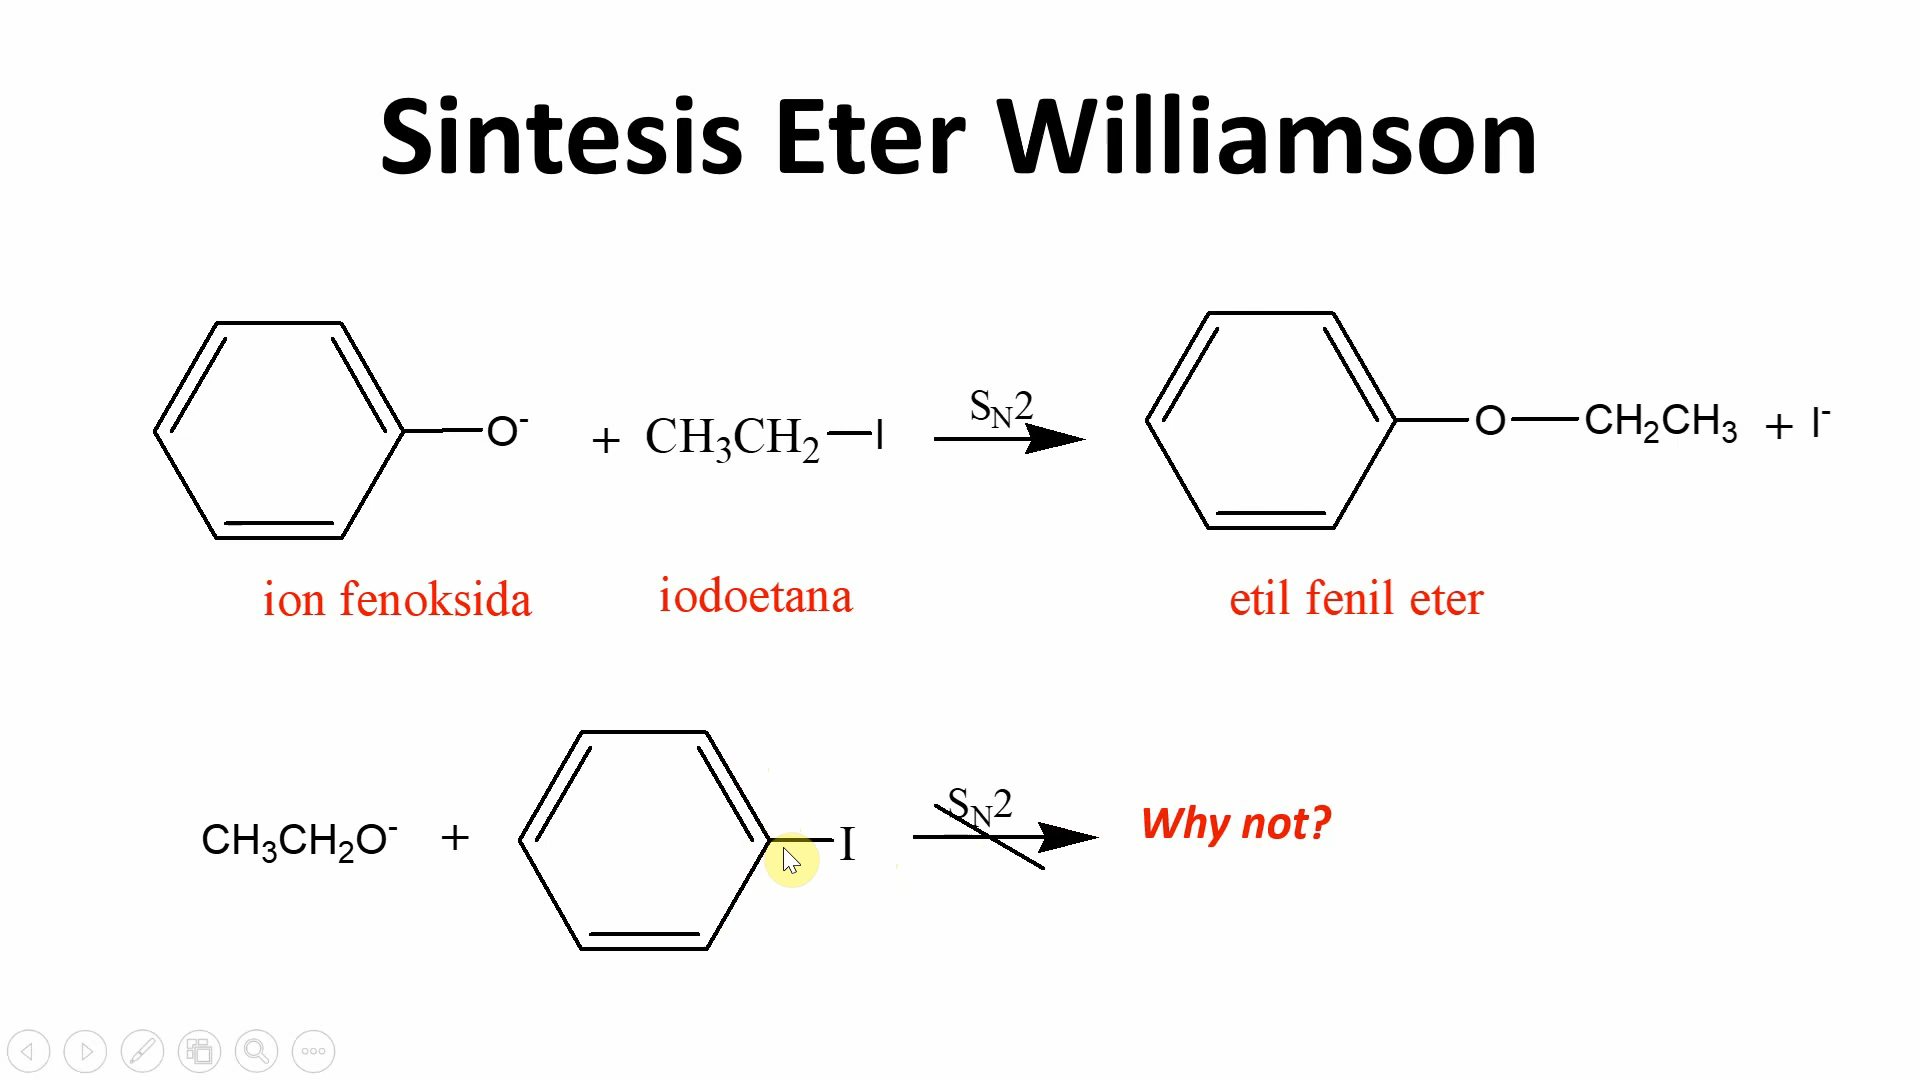 Sintesis Eter Williamson
O⁻ + CH₃CH₂—I S_N2 O—CH₂CH₃ + I⁻
ion fenoksida iodoetana etil fenil eter
CH₃CH₂O⁻ + I S_N2 Why not?